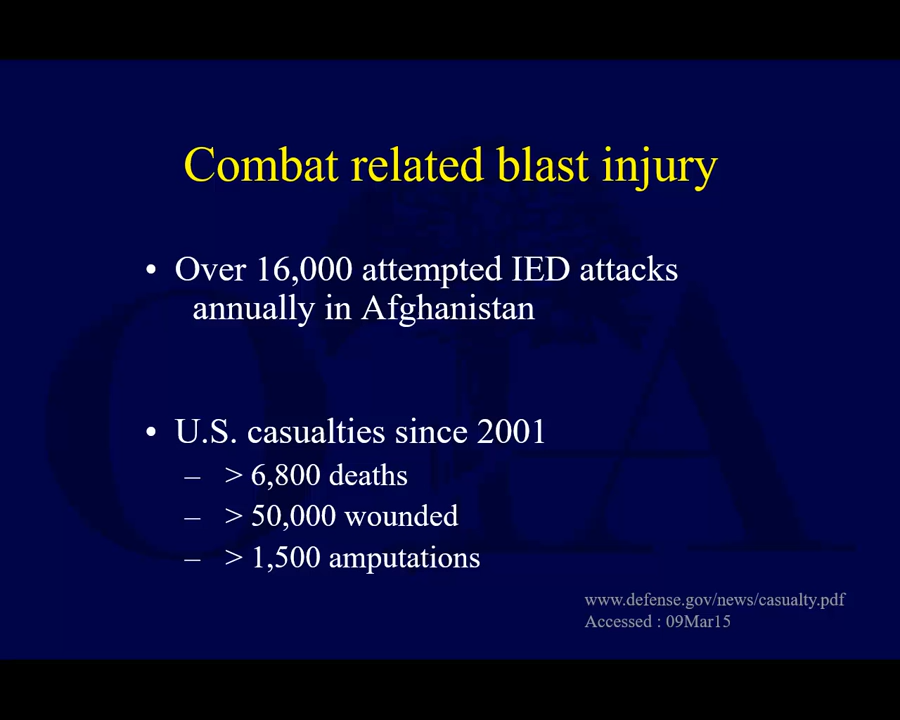 Combat related blast injury
• Over 16,000 attempted IED attacks
annually in Afghanistan
• U.S. casualties since 2001
– > 6,800 deaths
– > 50,000 wounded
– > 1,500 amputations
www.defense.gov/news/casualty.pdf
Accessed : 09Mar15
OTA